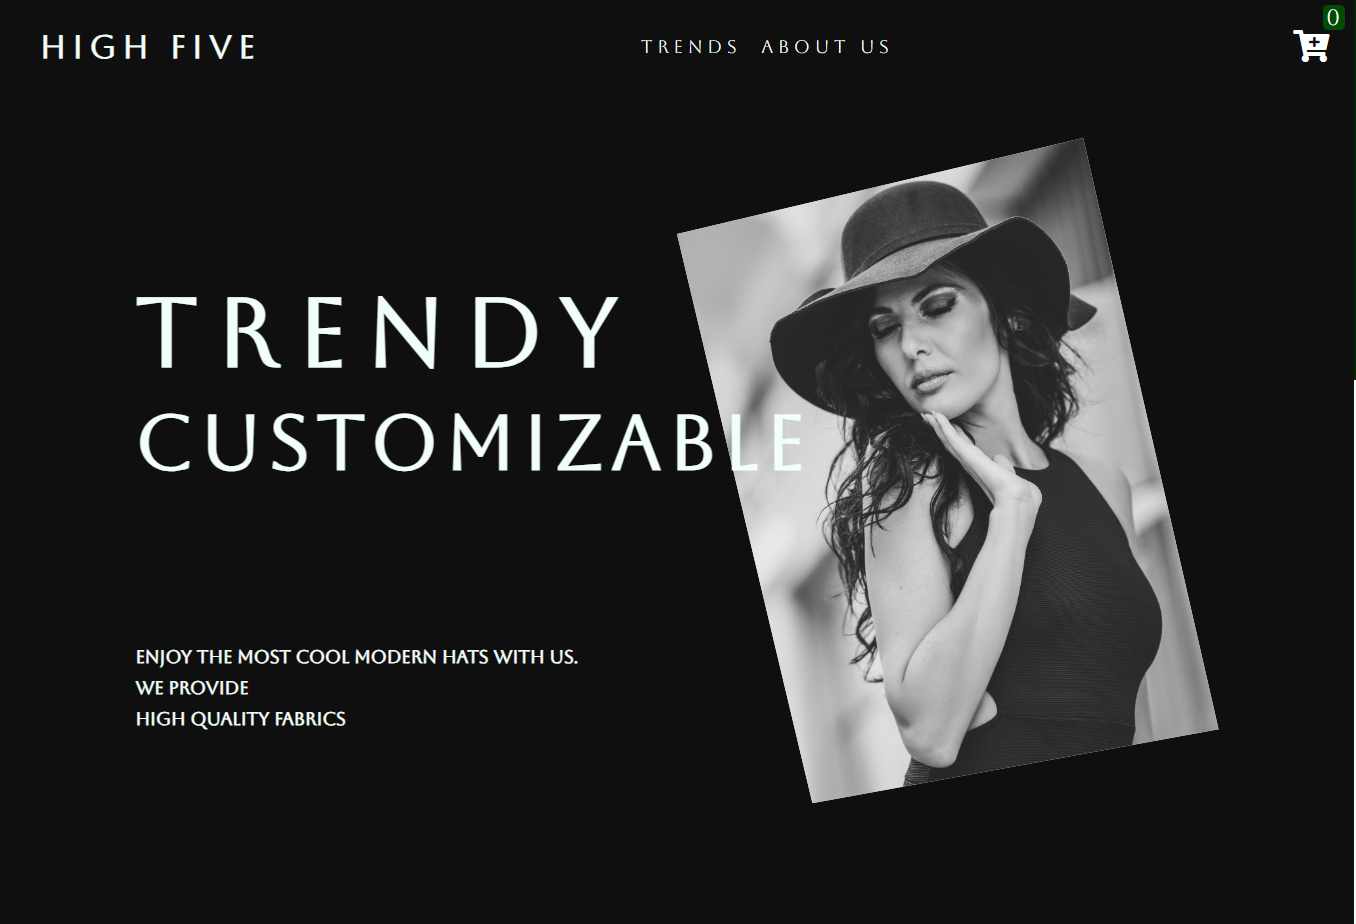 HIGH FIVE
TRENDS ABOUT US
0
TRENDY
CUSTOMIZABLE
ENJOY THE MOST COOL MODERN HATS WITH US.
WE PROVIDE
HIGH QUALITY FABRICS